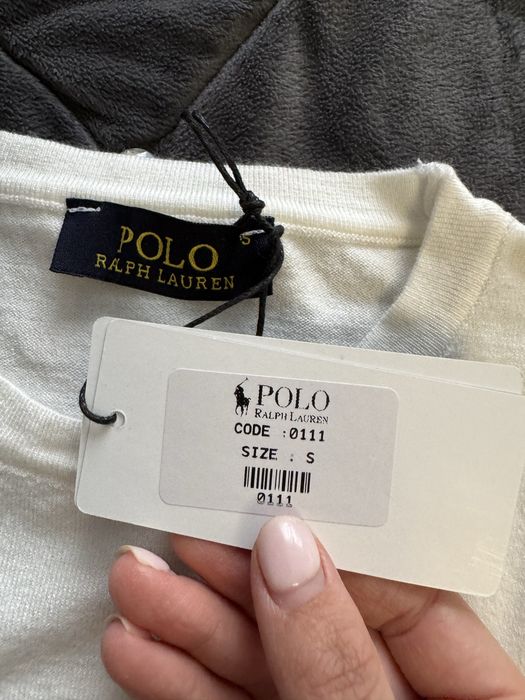 POLO
S
RALPH LAUREN
POLO
RALPH LAUREN
CODE :0111
SIZE : S
0111